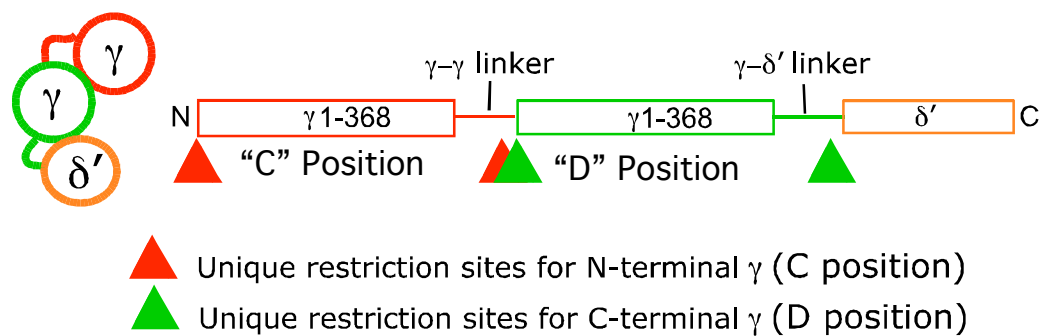 γ
γ
δ′
γ–γ linker
γ–δ′ linker
N γ1-368 γ1-368 δ′ C
“C” Position “D” Position
Unique restriction sites for N-terminal γ (C position)
Unique restriction sites for C-terminal γ (D position)